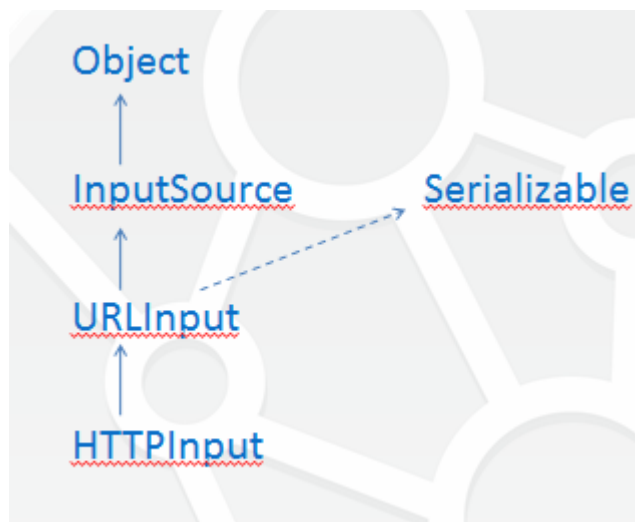 Object
InputSource
Serializable
URLInput
HTTPInput